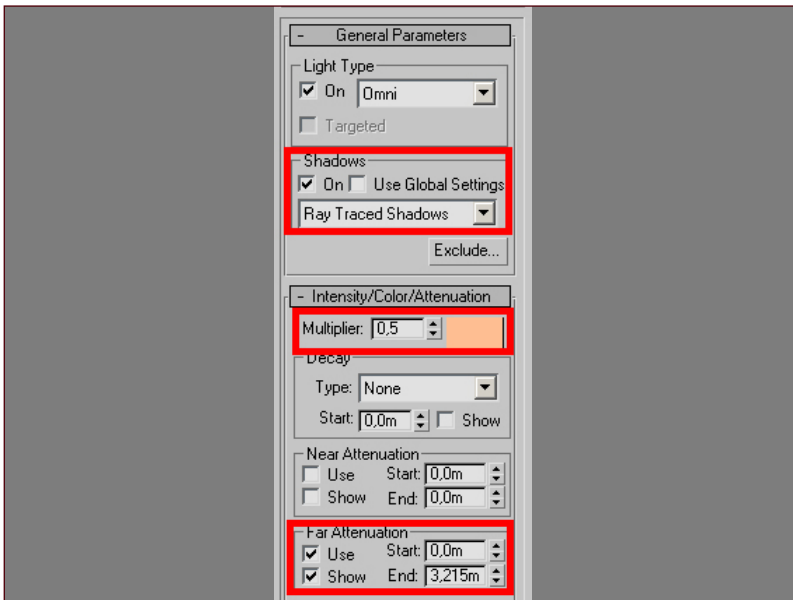 - General Parameters
Light Type
On Omni
Targeted
Shadows
On Use Global Settings
Ray Traced Shadows
Exclude...
- Intensity/Color/Attenuation
Multiplier: 0,5
Decay
Type: None
Start: 0,0m Show
Near Attenuation
Use Start: 0,0m
Show End: 0,0m
Far Attenuation
Use Start: 0,0m
Show End: 3,215m